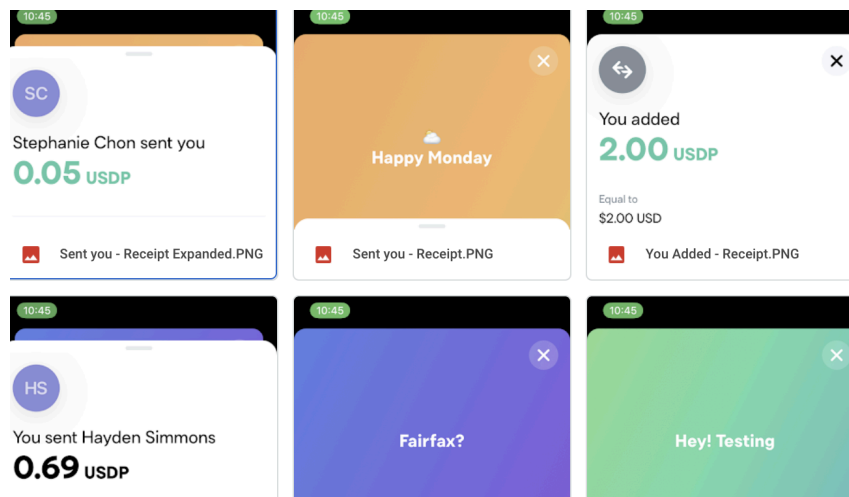 10:45
SC
Stephanie Chon sent you
0.05 USDP
Sent you - Receipt Expanded.PNG
10:45
Happy Monday
Sent you - Receipt.PNG
10:45
You added
2.00 USDP
Equal to
$2.00 USD
You Added - Receipt.PNG
10:45
HS
You sent Hayden Simmons
0.69 USDP
10:45
Fairfax?
10:45
Hey! Testing